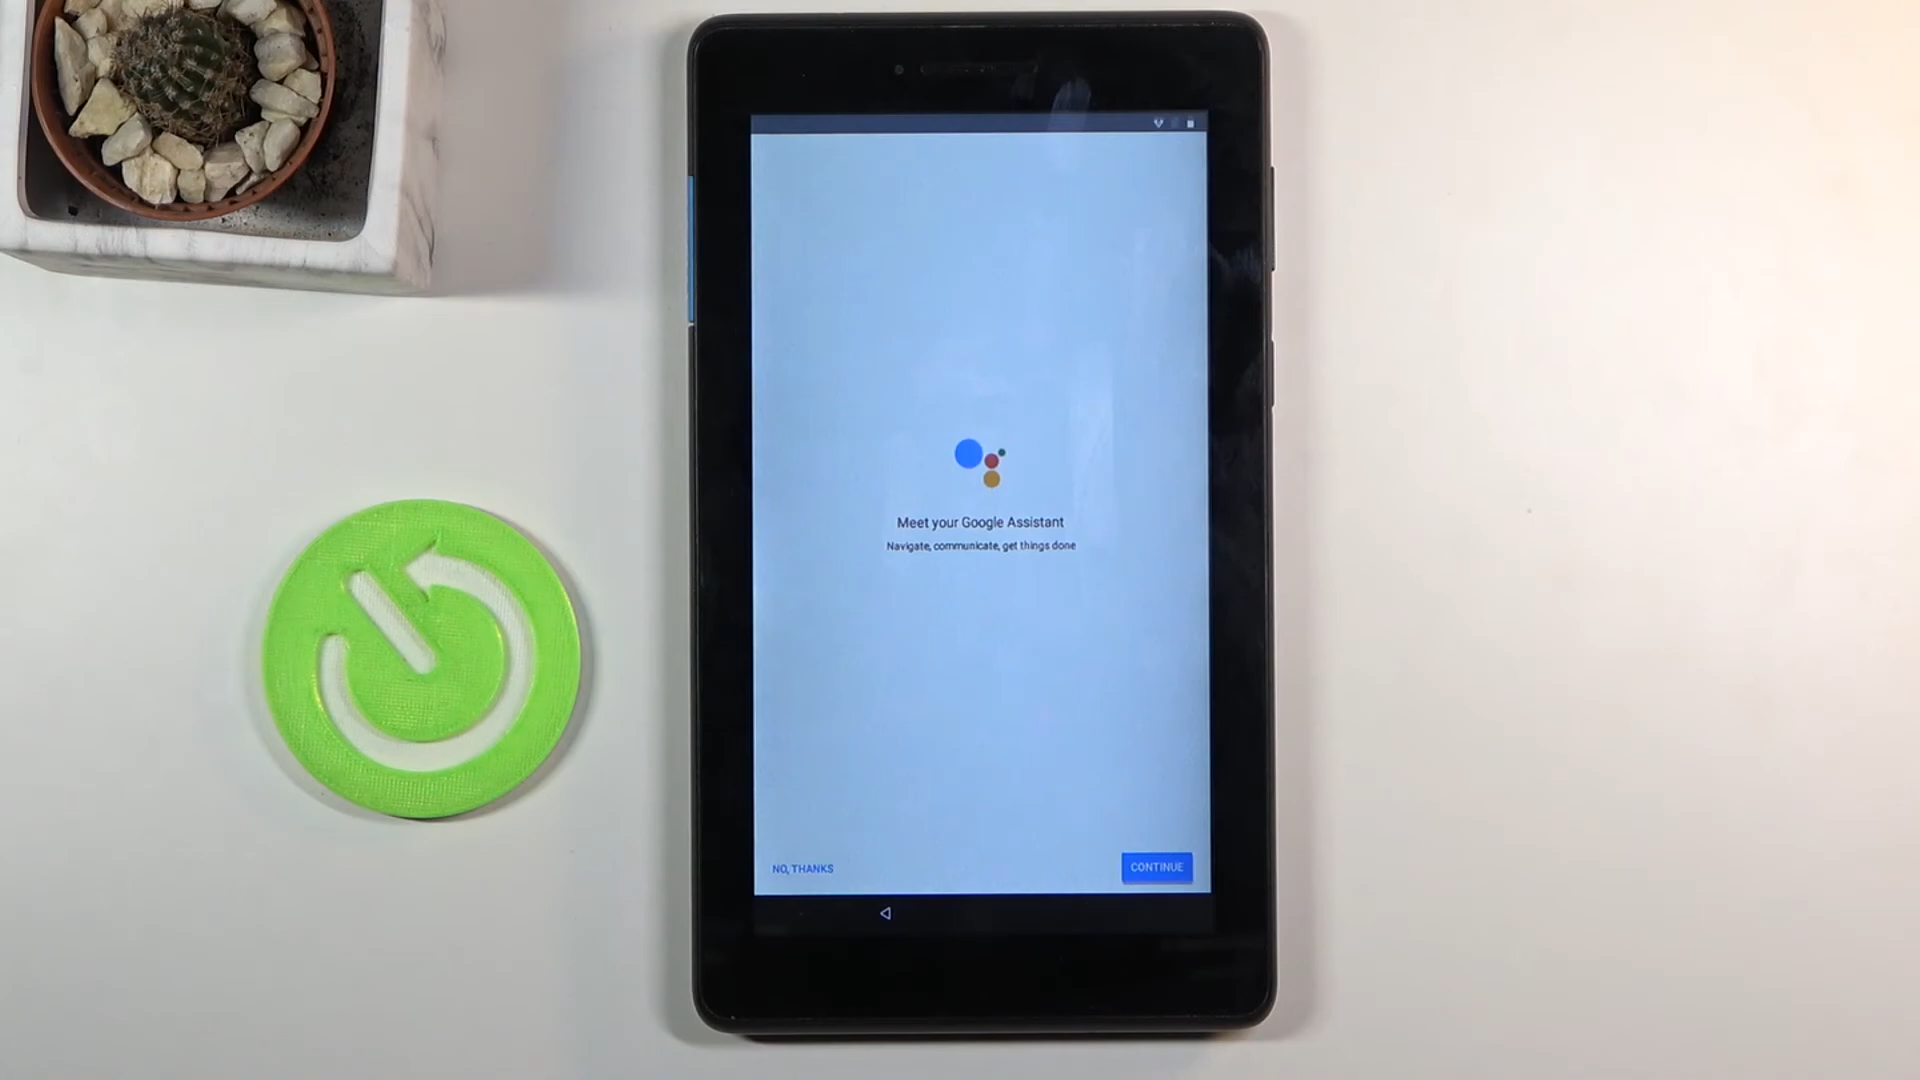 Meet your Google Assistant
Navigate, communicate, get things done
NO, THANKS
CONTINUE